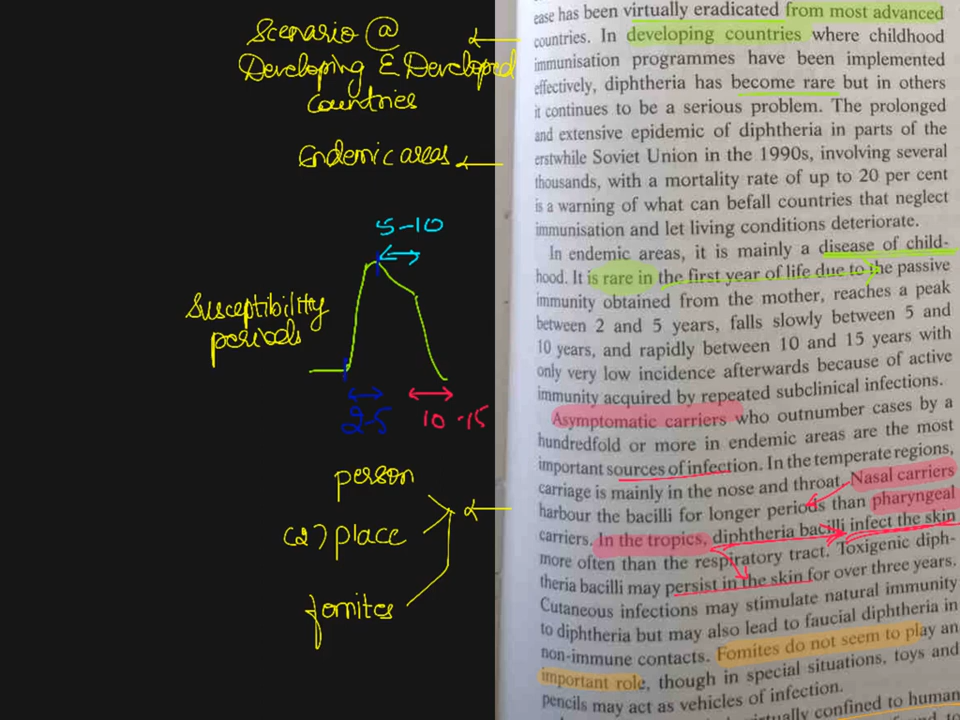 Scenario @
Developing & Developed
Countries
Endemic areas
5-10
Susceptibility
periods
2-5
10-15
person
(2) place
fomites
ease has been virtually eradicated from most advanced
countries. In developing countries where childhood
immunisation programmes have been implemented
effectively, diphtheria has become rare but in others
it continues to be a serious problem. The prolonged
and extensive epidemic of diphtheria in parts of the
erstwhile Soviet Union in the 1990s, involving several
thousands, with a mortality rate of up to 20 per cent
is a warning of what can befall countries that neglect
immunisation and let living conditions deteriorate.
In endemic areas, it is mainly a disease of child-
hood. It is rare in the first year of life due to the passive
immunity obtained from the mother, reaches a peak
between 2 and 5 years, falls slowly between 5 and
10 years, and rapidly between 10 and 15 years with
only very low incidence afterwards because of active
immunity acquired by repeated subclinical infections.
Asymptomatic carriers who outnumber cases by a
hundredfold or more in endemic areas are the most
important sources of infection. In the temperate regions,
carriage is mainly in the nose and throat. Nasal carriers
harbour the bacilli for longer periods than pharyngeal
carriers. In the tropics, diphtheria bacilli infect the skin
more often than the respiratory tract. Toxigenic diph-
theria bacilli may persist in the skin for over three years.
Cutaneous infections may stimulate natural immunity
to diphtheria but may also lead to faucial diphtheria in
non-immune contacts. Fomites do not seem to play an
important role, though in special situations, toys and
pencils may act as vehicles of infection.
virtually confined to human